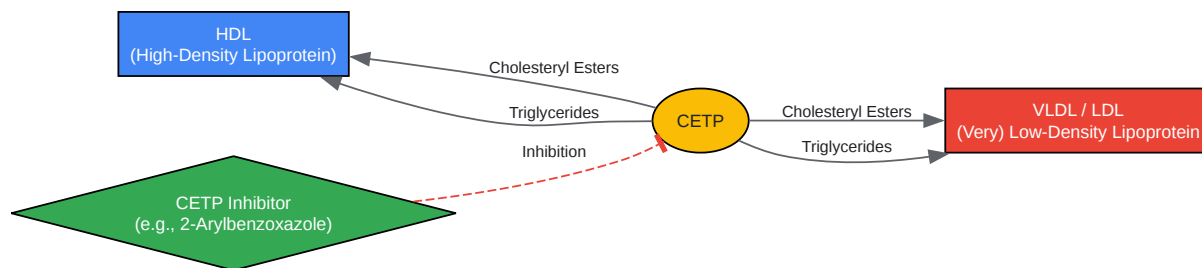 HDL
(High-Density Lipoprotein)
Cholesteryl Esters
Triglycerides
Inhibition
CETP Inhibitor
(e.g., 2-Arylbenzoxazole)
CETP
Cholesteryl Esters
Triglycerides
VLDL / LDL
(Very) Low-Density Lipoprotein